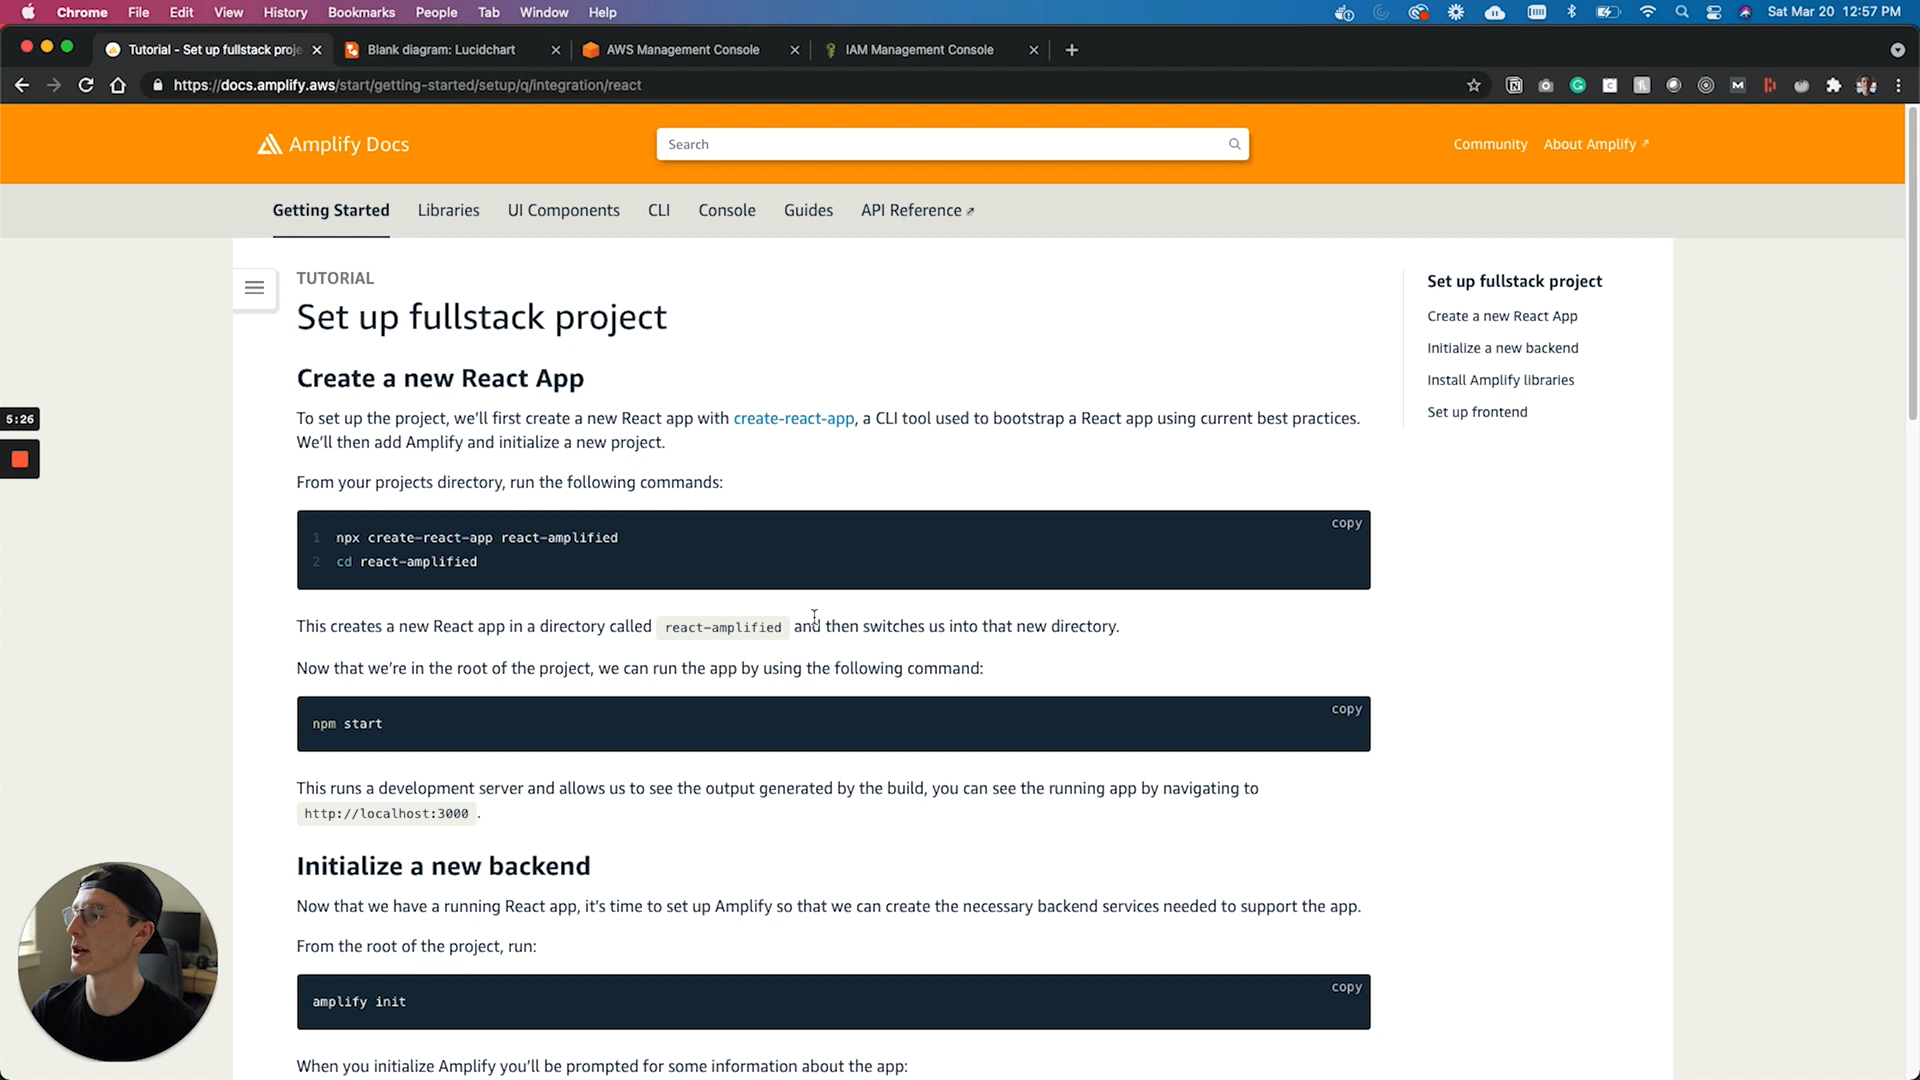 Chrome File Edit View History Bookmarks People Tab Window Help Sat Mar 20 12:57 PM
Tutorial - Set up fullstack proje Blank diagram: Lucidchart AWS Management Console IAM Management Console
https://docs.amplify.aws/start/getting-started/setup/q/integration/react
Amplify Docs Search Community About Amplify
Getting Started Libraries UI Components CLI Console Guides API Reference
TUTORIAL
Set up fullstack project
Create a new React App
To set up the project, we'll first create a new React app with create-react-app, a CLI tool used to bootstrap a React app using current best practices.
We'll then add Amplify and initialize a new project.
From your projects directory, run the following commands:
copy
1 npx create-react-app react-amplified
2 cd react-amplified
This creates a new React app in a directory called react-amplified and then switches us into that new directory.
Now that we're in the root of the project, we can run the app by using the following command:
copy
npm start
This runs a development server and allows us to see the output generated by the build, you can see the running app by navigating to
http://localhost:3000 .
Initialize a new backend
Now that we have a running React app, it's time to set up Amplify so that we can create the necessary backend services needed to support the app.
From the root of the project, run:
copy
amplify init
When you initialize Amplify you'll be prompted for some information about the app:
Set up fullstack project
Create a new React App
Initialize a new backend
Install Amplify libraries
Set up frontend
5:26